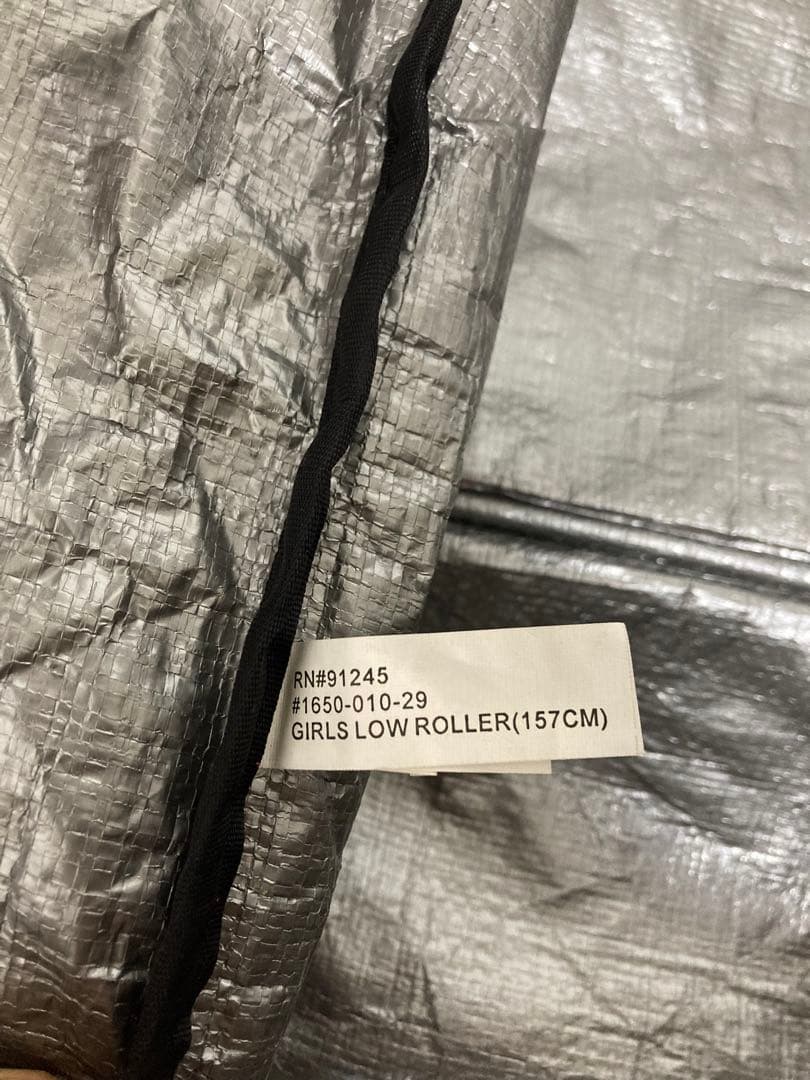 RN#91245
#1650-010-29
GIRLS LOW ROLLER(157CM)